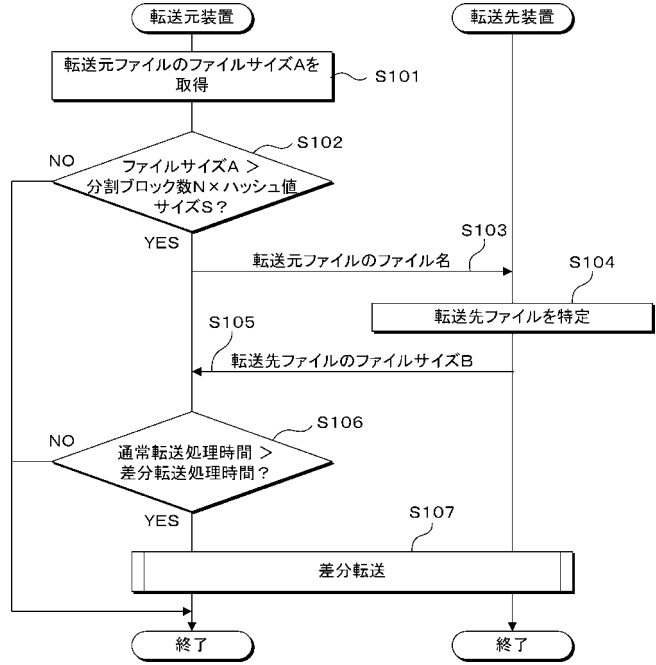 転送元装置
転送先装置
転送元ファイルのファイルサイズAを
取得
S101
S102
NO
ファイルサイズA >
分割ブロック数N×ハッシュ値
サイズS?
YES
S103
転送元ファイルのファイル名
S104
転送先ファイルを特定
S105
転送先ファイルのファイルサイズB
S106
NO
通常転送処理時間 >
差分転送処理時間?
YES
S107
差分転送
終了
終了